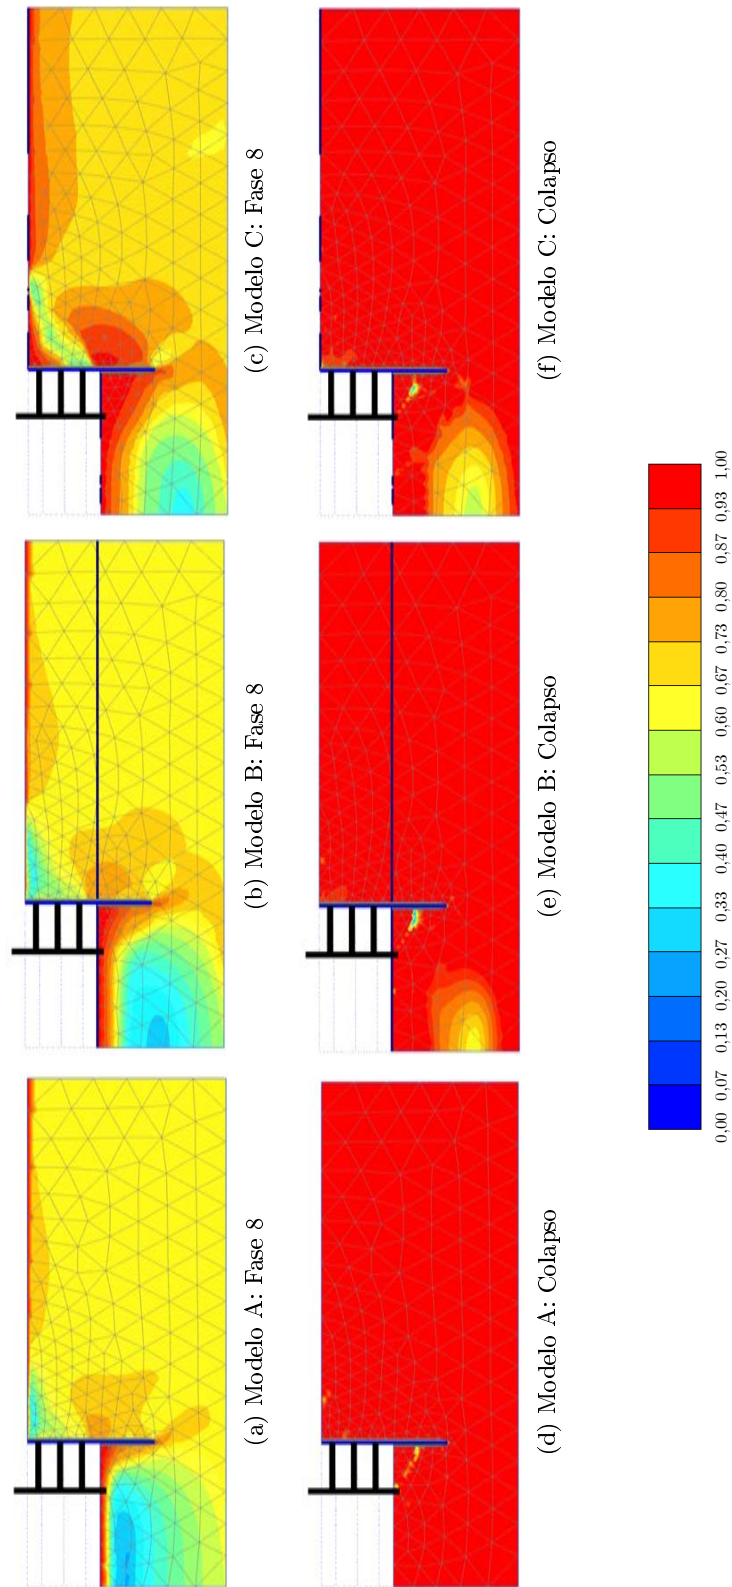 (a) Modelo A: Fase 8
(b) Modelo B: Fase 8
(c) Modelo C: Fase 8
(d) Modelo A: Colapso
(e) Modelo B: Colapso
(f) Modelo C: Colapso
0,00 0,07 0,13 0,20 0,27 0,33 0,40 0,47 0,53 0,60 0,67 0,73 0,80 0,87 0,93 1,00